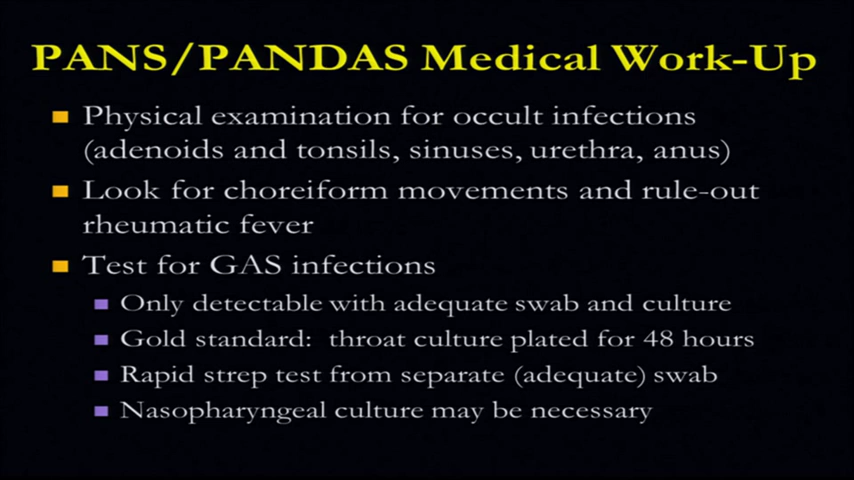 PANS/PANDAS Medical Work-Up
Physical examination for occult infections
(adenoids and tonsils, sinuses, urethra, anus)
Look for choreiform movements and rule-out
rheumatic fever
Test for GAS infections
Only detectable with adequate swab and culture
Gold standard: throat culture plated for 48 hours
Rapid strep test from separate (adequate) swab
Nasopharyngeal culture may be necessary